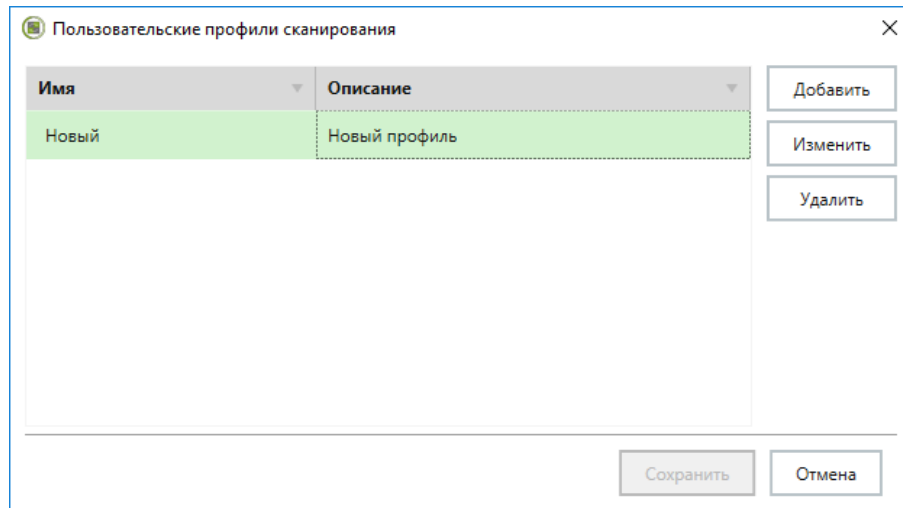 Пользовательские профили сканирования
Имя Описание
Новый Новый профиль
Добавить
Изменить
Удалить
Сохранить Отмена